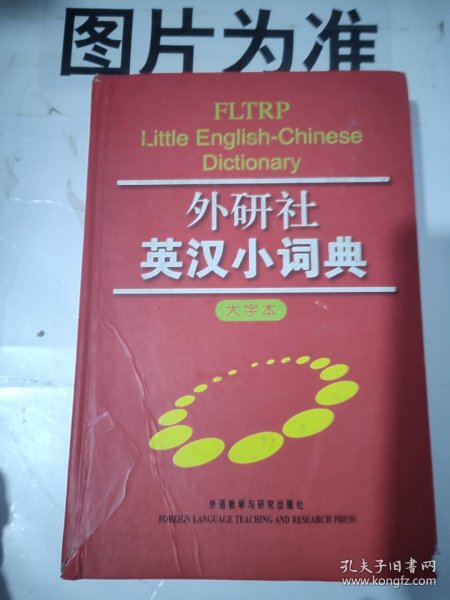 图片为准
FLTRP
Little English-Chinese
Dictionary
外研社
英汉小词典
大字本
外语教学与研究出版社
FOREIGN LANGUAGE TEACHING AND RESEARCH PRESS
孔夫子旧书网
www.kongfz.com